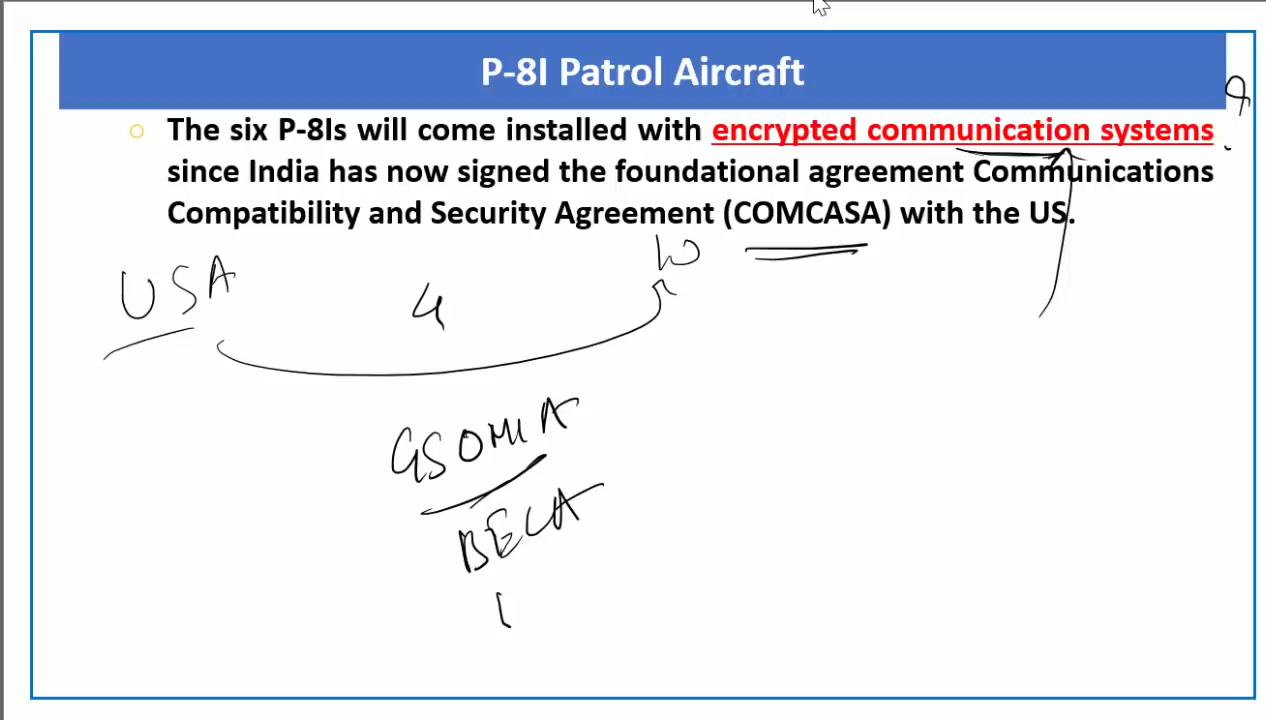 P-8I Patrol Aircraft
The six P-8Is will come installed with encrypted communication systems
since India has now signed the foundational agreement Communications
Compatibility and Security Agreement (COMCASA) with the US.
USA
4
GSOMIA
BECA